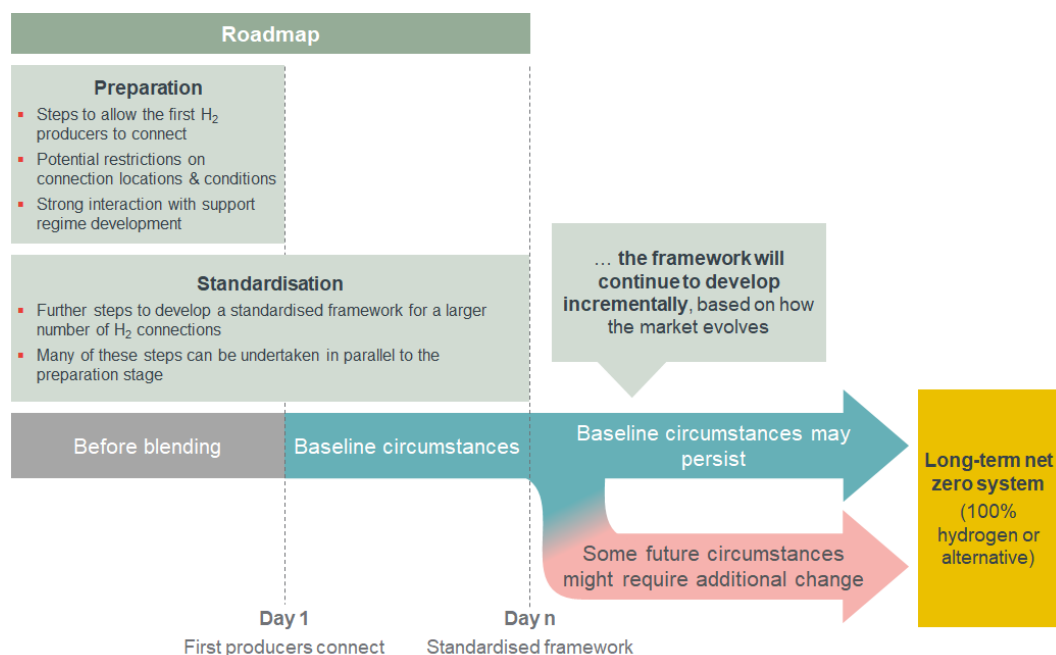 Roadmap
Preparation
▪ Steps to allow the first H₂
producers to connect
▪ Potential restrictions on
connection locations & conditions
▪ Strong interaction with support
regime development
Standardisation
▪ Further steps to develop a standardised framework for a larger
number of H₂ connections
▪ Many of these steps can be undertaken in parallel to the
preparation stage
… the framework will
continue to develop
incrementally, based on how
the market evolves
Before blending
Baseline circumstances
Baseline circumstances may
persist
Some future circumstances
might require additional change
Long-term net
zero system
(100%
hydrogen or
alternative)
Day 1
First producers connect
Day n
Standardised framework